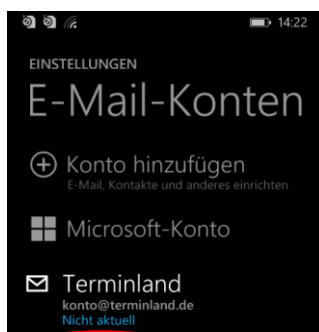 14:22
EINSTELLUNGEN
E-Mail-Konten
Konto hinzufügen
E-Mail, Kontakte und anderes einrichten
Microsoft-Konto
Terminland
konto@terminland.de
Nicht aktuell